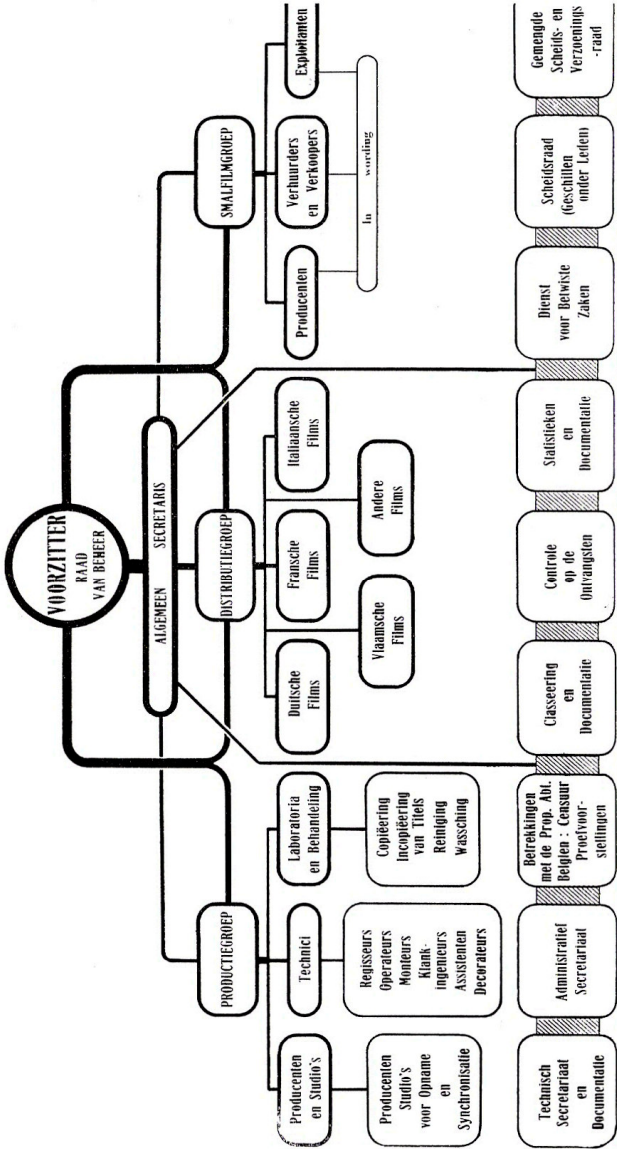 VOORZITTER
RAAD
VAN BEHEER
ALGEMEEN SECRETARIS
PRODUCTIEGROEP
DISTRIBUTIEGROEP
SMALFILMGROEP
Producenten
en Studio's
Technici
Laboratoria
en Behandeling
Duitsche
Films
Fransche
Films
Italiaansche
Films
Producenten
Verhuurders
en Verkoopers
Exploitanten
Producenten
Studio's
voor Opname
en
Synchronisatie
Regisseurs
Operateurs
Monteurs
Klank-
ingenieurs
Assistenten
Decorateurs
Copiëering
Incopiëering
van Titels
Reiniging
Wassching
Vlaamsche
Films
Andere
Films
In wording
Technisch
Secretariaat
en
Documentatie
Administratief
Secretariaat
Betrekkingen
met de Prop. Abt.
Belgien : Censuur
Proefvoor-
stellingen
Classeering
en
Documentatie
Controle
op de
Ontvangsten
Statistieken
en
Documentatie
Dienst
voor Betwiste
Zaken
Scheidsraad
(Geschillen
onder Leden)
Gemengde
Scheids- en
Verzoenings
-raad